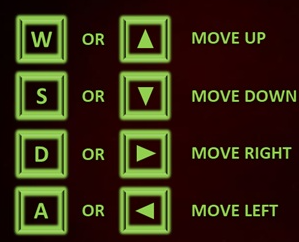 W OR ▲ MOVE UP
S OR ▼ MOVE DOWN
D OR ► MOVE RIGHT
A OR ◄ MOVE LEFT